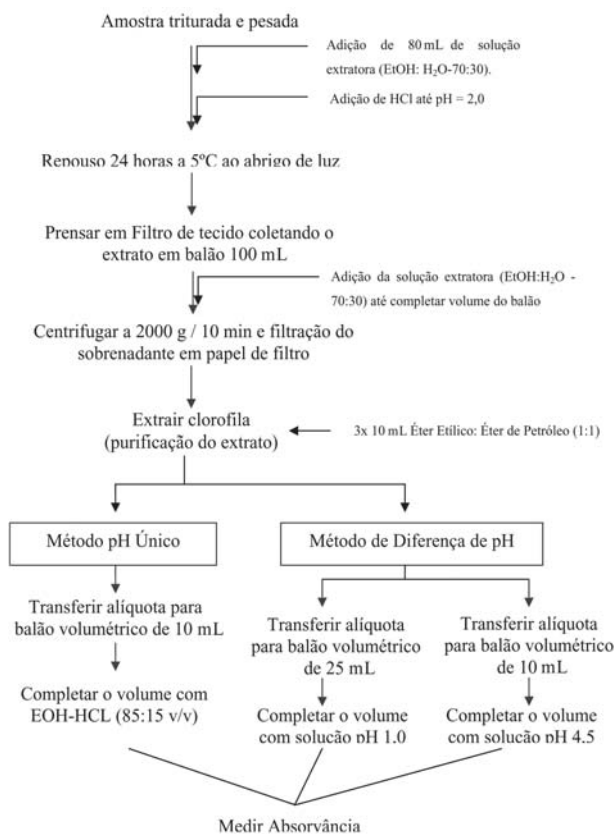 Amostra triturada e pesada
Adição de 80 mL de solução
extratora (EtOH: H₂O-70:30).
Adição de HCl até pH = 2,0
Repouso 24 horas a 5ºC ao abrigo de luz
Prensar em Filtro de tecido coletando o
extrato em balão 100 mL
Adição da solução extratora (EtOH:H₂O -
70:30) até completar volume do balão
Centrifugar a 2000 g / 10 min e filtração do
sobrenadante em papel de filtro
Extrair clorofila
(purificação do extrato)
3x 10 mL Éter Etílico: Éter de Petróleo (1:1)
Método pH Único
Método de Diferença de pH
Transferir alíquota para
balão volumétrico de 10 mL
Transferir alíquota
para balão volumétrico
de 25 mL
Transferir alíquota
para balão volumétrico
de 10 mL
Completar o volume com
EOH-HCL (85:15 v/v)
Completar o volume
com solução pH 1.0
Completar o volume
com solução pH 4.5
Medir Absorvância